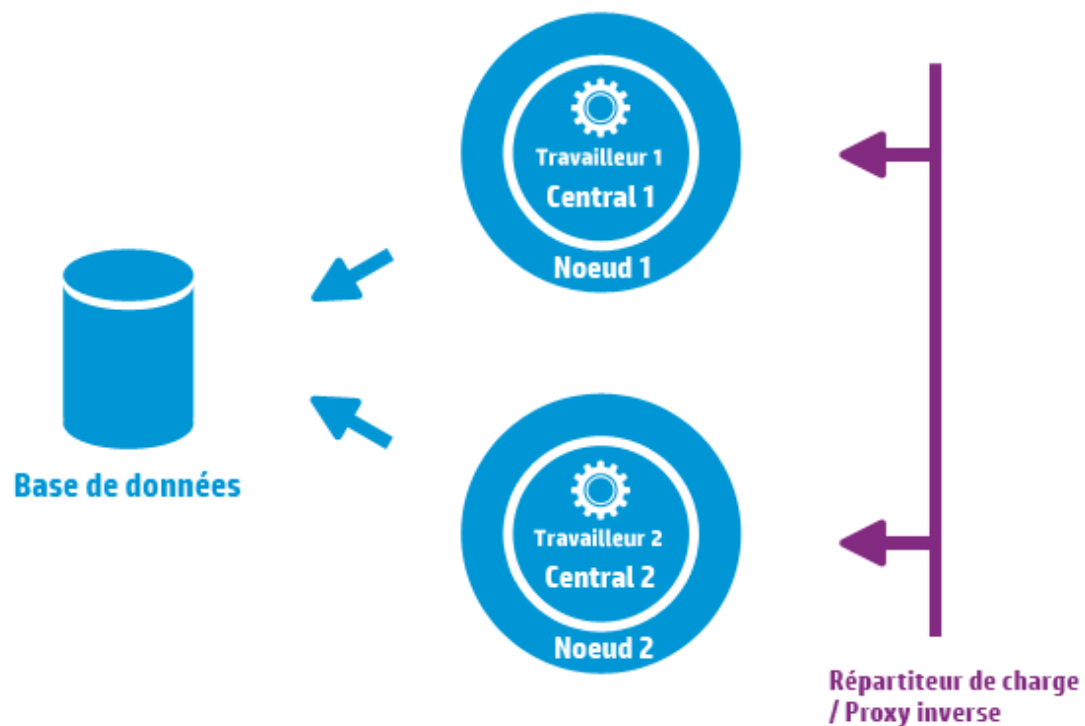 Travailleur 1
Central 1
Noeud 1
Base de données
Travailleur 2
Central 2
Noeud 2
Répartiteur de charge
/ Proxy inverse